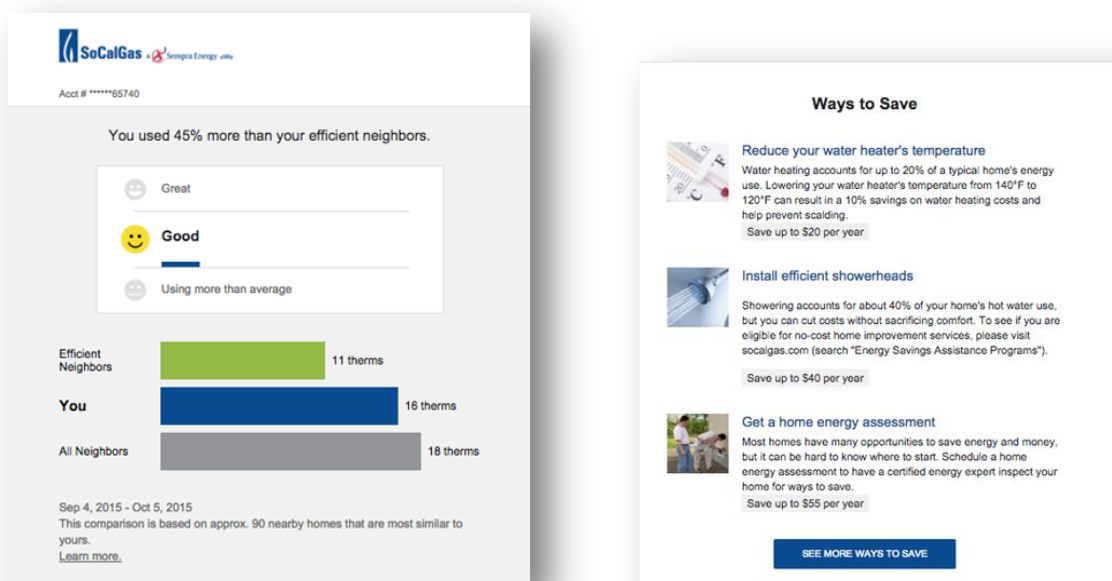 SoCalGas A Sempra Energy utility
Acct # ******65740
You used 45% more than your efficient neighbors.
Great
Good
Using more than average
Efficient
Neighbors
11 therms
You
16 therms
All Neighbors
18 therms
Sep 4, 2015 - Oct 5, 2015
This comparison is based on approx. 90 nearby homes that are most similar to
yours.
Learn more.
Ways to Save
Reduce your water heater's temperature
Water heating accounts for up to 20% of a typical home's energy
use. Lowering your water heater's temperature from 140°F to
120°F can result in a 10% savings on water heating costs and
help prevent scalding.
Save up to $20 per year
Install efficient showerheads
Showering accounts for about 40% of your home's hot water use,
but you can cut costs without sacrificing comfort. To see if you are
eligible for no-cost home improvement services, please visit
socalgas.com (search "Energy Savings Assistance Programs").
Save up to $40 per year
Get a home energy assessment
Most homes have many opportunities to save energy and money,
but it can be hard to know where to start. Schedule a home
energy assessment to have a certified energy expert inspect your
home for ways to save.
Save up to $55 per year
SEE MORE WAYS TO SAVE